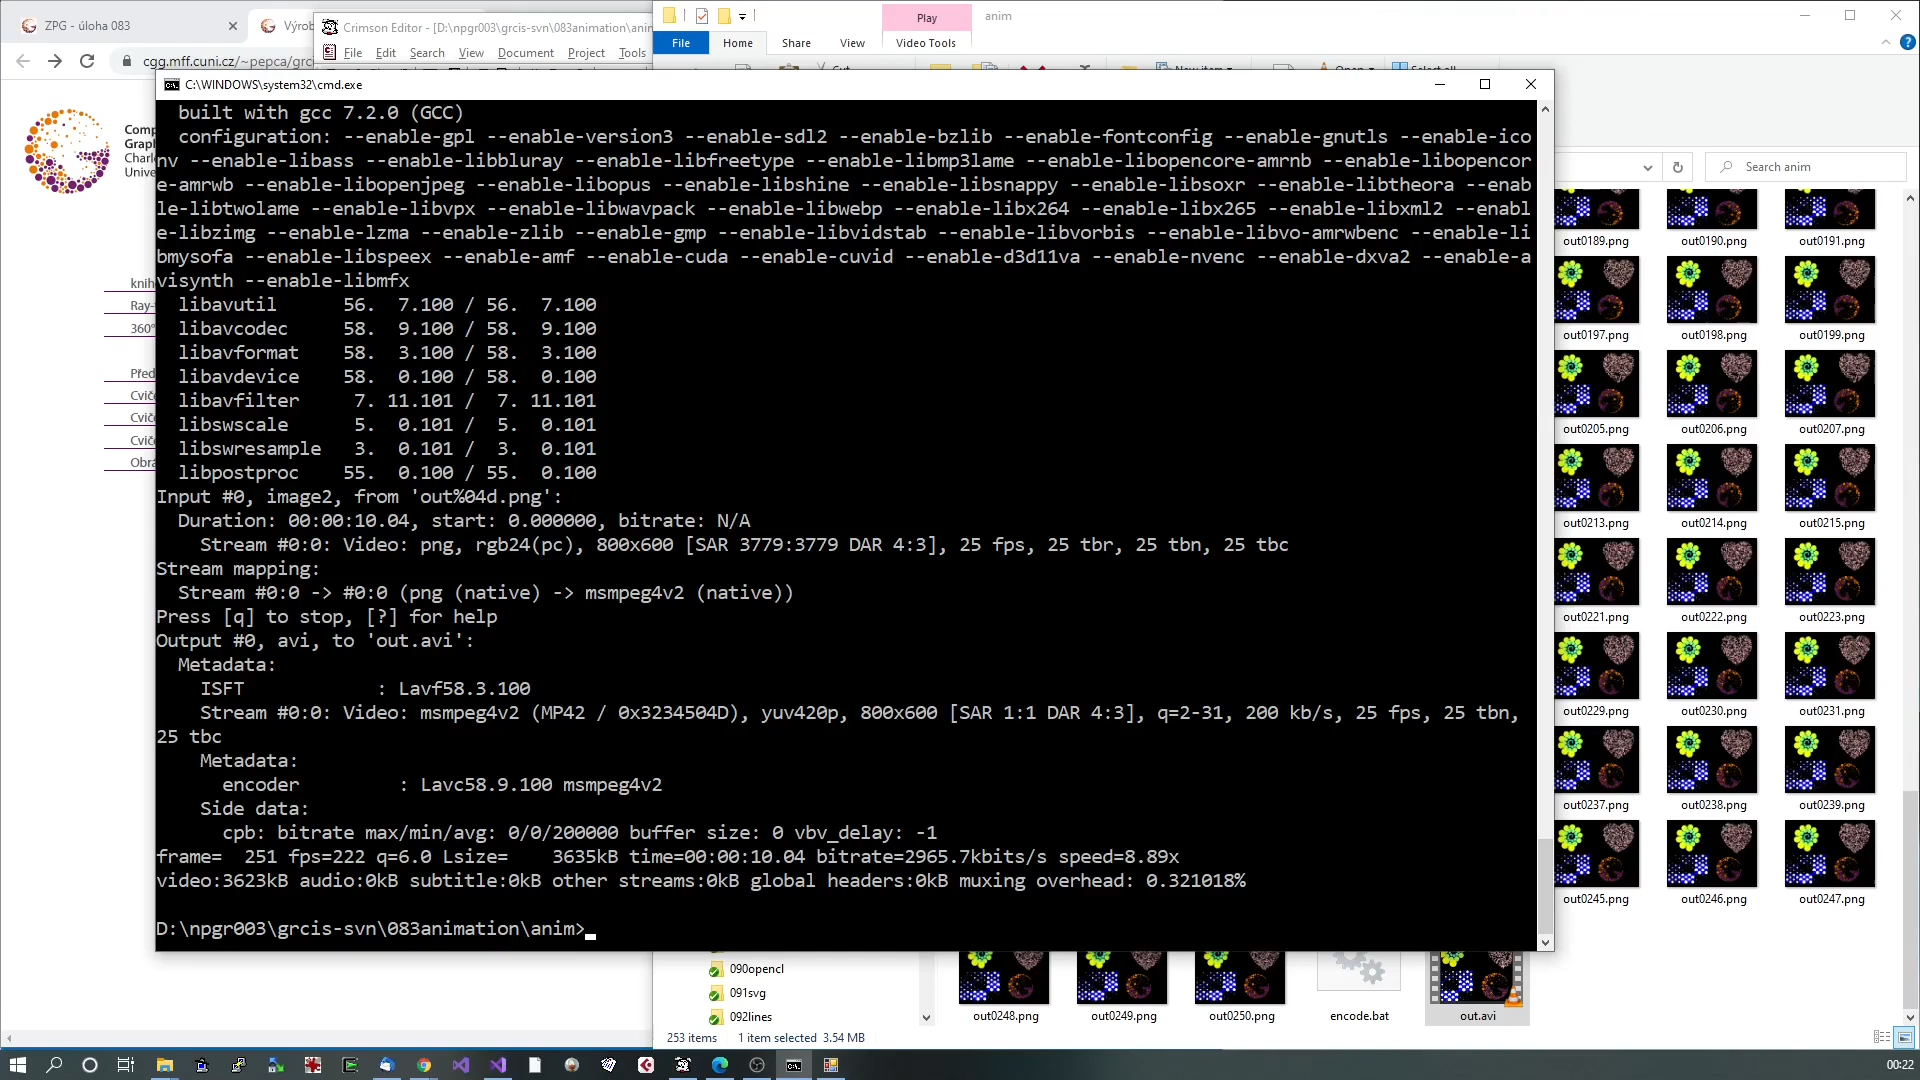 ZPG - úloha 083
Výrob
Crimson Editor - [D:\npgr003\grcis-svn\083animation\anim
File Edit Search View Document Project Tools
Play
anim
File Home Share View Video Tools
cgg.mff.cuni.cz/~pepca/grc
Cut
New item
Open
Select all
C:\WINDOWS\system32\cmd.exe
Comp
Graph
Charle
Unive
knih
Ray-
360°
Před
Cvič
Cvič
Cvič
Obrá
built with gcc 7.2.0 (GCC)
configuration: --enable-gpl --enable-version3 --enable-sdl2 --enable-bzlib --enable-fontconfig --enable-gnutls --enable-ico
nv --enable-libass --enable-libbluray --enable-libfreetype --enable-libmp3lame --enable-libopencore-amrnb --enable-libopencor
e-amrwb --enable-libopenjpeg --enable-libopus --enable-libshine --enable-libsnappy --enable-libsoxr --enable-libtheora --enab
le-libtwolame --enable-libvpx --enable-libwavpack --enable-libwebp --enable-libx264 --enable-libx265 --enable-libxml2 --enabl
e-libzimg --enable-lzma --enable-zlib --enable-gmp --enable-libvidstab --enable-libvorbis --enable-libvo-amrwbenc --enable-li
bmysofa --enable-libspeex --enable-amf --enable-cuda --enable-cuvid --enable-d3d11va --enable-nvenc --enable-dxva2 --enable-a
visynth --enable-libmfx
libavutil 56. 7.100 / 56. 7.100
libavcodec 58. 9.100 / 58. 9.100
libavformat 58. 3.100 / 58. 3.100
libavdevice 58. 0.100 / 58. 0.100
libavfilter 7. 11.101 / 7. 11.101
libswscale 5. 0.101 / 5. 0.101
libswresample 3. 0.101 / 3. 0.101
libpostproc 55. 0.100 / 55. 0.100
Input #0, image2, from 'out%04d.png':
Duration: 00:00:10.04, start: 0.000000, bitrate: N/A
Stream #0:0: Video: png, rgb24(pc), 800x600 [SAR 3779:3779 DAR 4:3], 25 fps, 25 tbr, 25 tbn, 25 tbc
Stream mapping:
Stream #0:0 -> #0:0 (png (native) -> msmpeg4v2 (native))
Press [q] to stop, [?] for help
Output #0, avi, to 'out.avi':
Metadata:
ISFT : Lavf58.3.100
Stream #0:0: Video: msmpeg4v2 (MP42 / 0x3234504D), yuv420p, 800x600 [SAR 1:1 DAR 4:3], q=2-31, 200 kb/s, 25 fps, 25 tbn,
25 tbc
Metadata:
encoder : Lavc58.9.100 msmpeg4v2
Side data:
cpb: bitrate max/min/avg: 0/0/200000 buffer size: 0 vbv_delay: -1
frame= 251 fps=222 q=6.0 Lsize= 3635kB time=00:00:10.04 bitrate=2965.7kbits/s speed=8.89x
video:3623kB audio:0kB subtitle:0kB other streams:0kB global headers:0kB muxing overhead: 0.321018%
D:\npgr003\grcis-svn\083animation\anim>
Search anim
out0189.png out0190.png out0191.png
out0197.png out0198.png out0199.png
out0205.png out0206.png out0207.png
out0213.png out0214.png out0215.png
out0221.png out0222.png out0223.png
out0229.png out0230.png out0231.png
out0237.png out0238.png out0239.png
out0245.png out0246.png out0247.png
090opencl
091svg
092lines
out0248.png out0249.png out0250.png encode.bat out.avi
253 items 1 item selected 3.54 MB
00:22